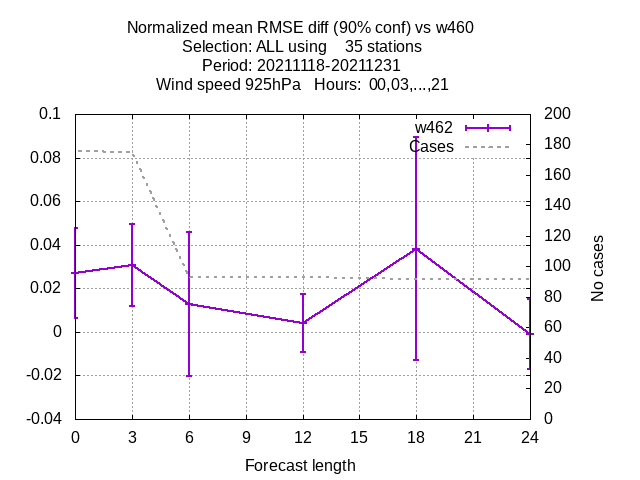 Normalized mean RMSE diff (90% conf) vs w460
Selection: ALL using    35 stations
Period: 20211118-20211231
Wind speed 925hPa   Hours:  00,03,...,21
0.1
0.08
0.06
0.04
0.02
0
-0.02
-0.04
200
180
160
140
120
100
80
60
40
20
0
w462
Cases
No cases
0 3 6 9 12 15 18 21 24
Forecast length